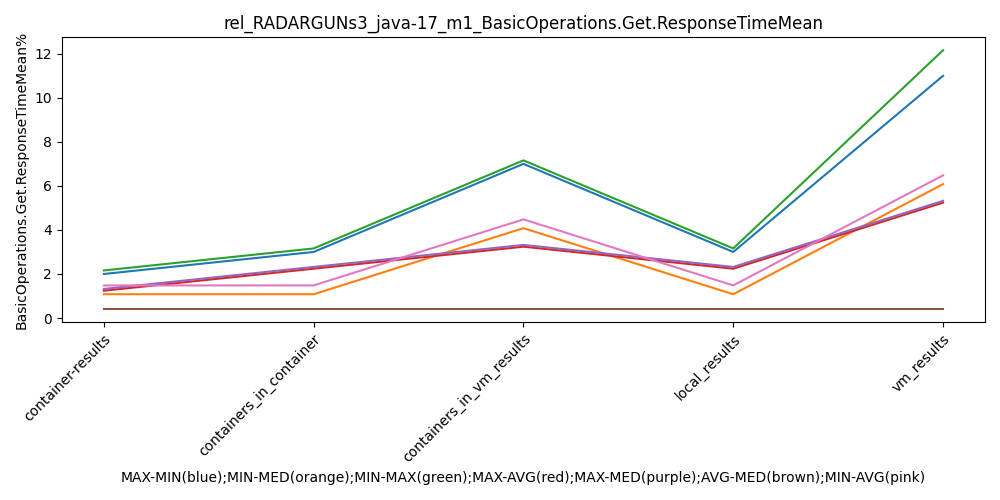 rel_RADARGUNs3_java-17_m1_BasicOperations.Get.ResponseTimeMean
BasicOperations.Get.ResponseTimeMean%
12
10
8
6
4
2
0
container-results
containers_in_container
containers_in_vm_results
local_results
vm_results
MAX-MIN(blue);MIN-MED(orange);MIN-MAX(green);MAX-AVG(red);MAX-MED(purple);AVG-MED(brown);MIN-AVG(pink)